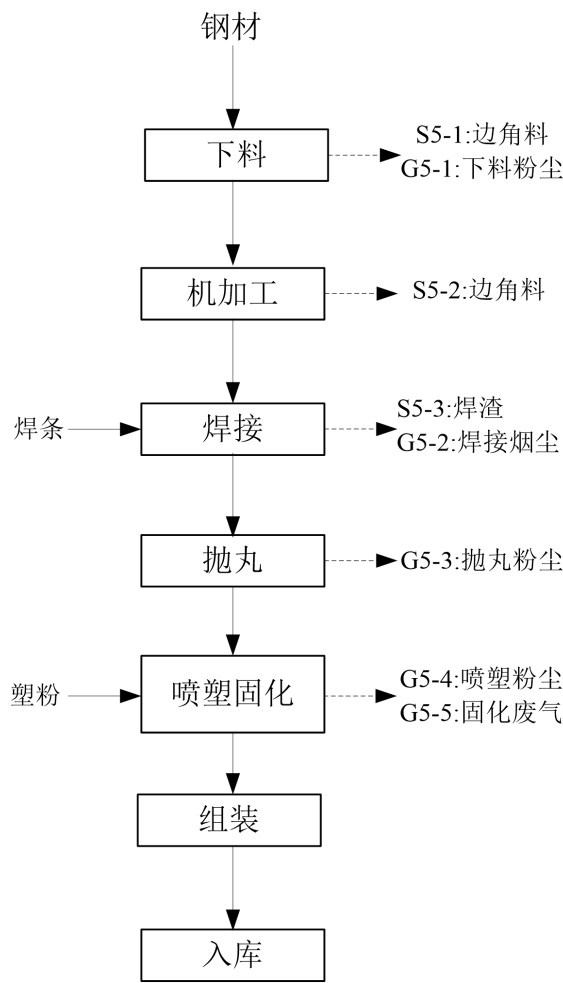 钢材
下料
S5-1:边角料
G5-1:下料粉尘
机加工
S5-2:边角料
焊条
焊接
S5-3:焊渣
G5-2:焊接烟尘
抛丸
G5-3:抛丸粉尘
塑粉
喷塑固化
G5-4:喷塑粉尘
G5-5:固化废气
组装
入库